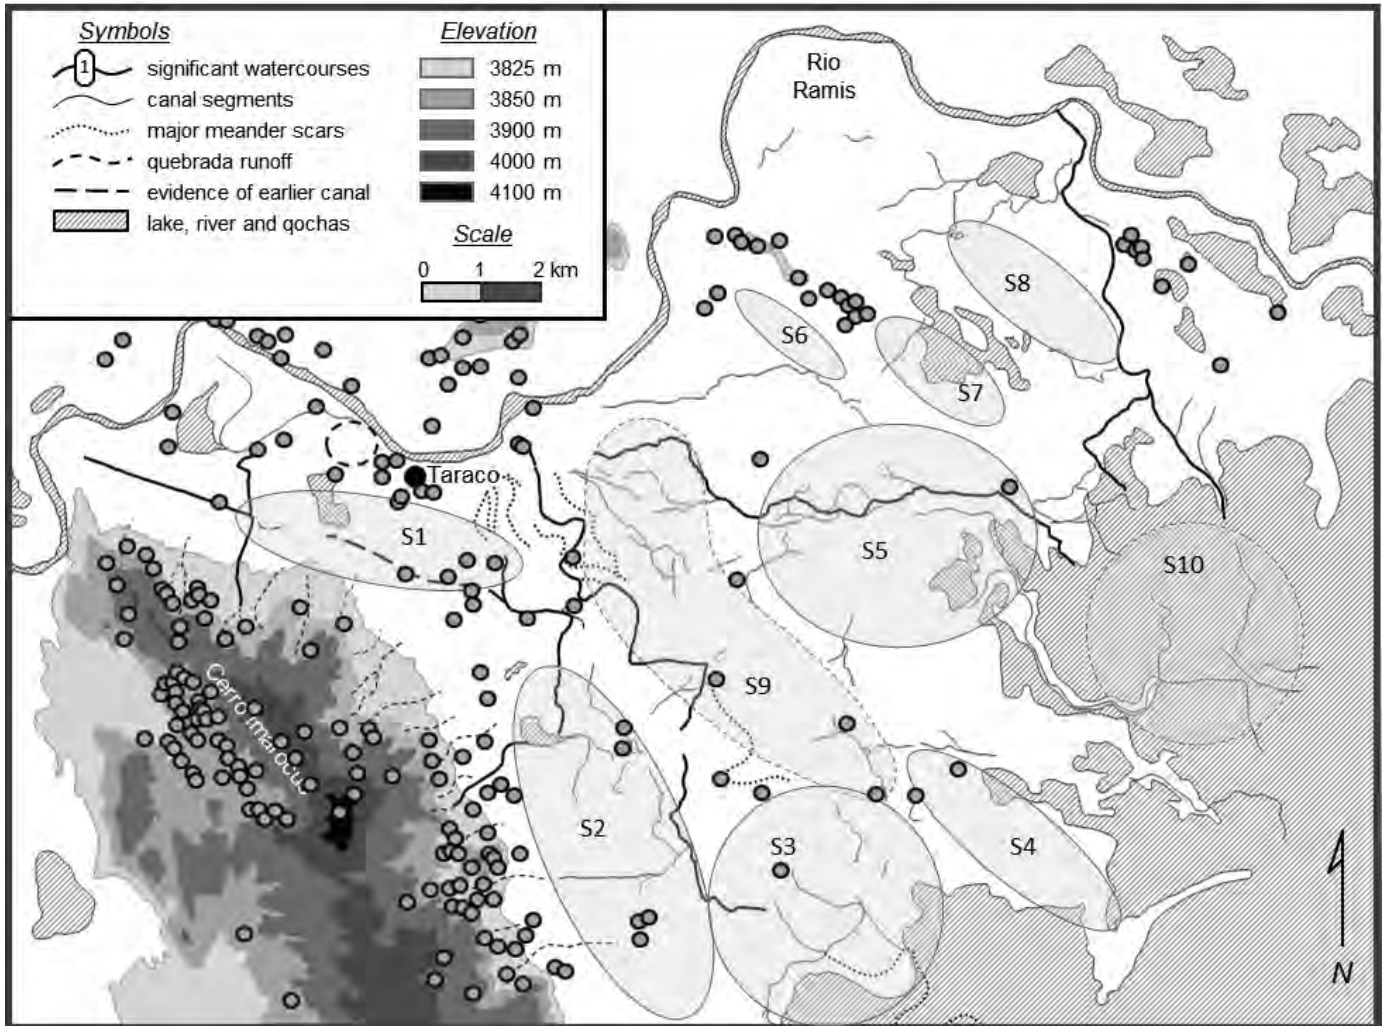 Symbols
1
significant watercourses
canal segments
major meander scars
quebrada runoff
evidence of earlier canal
lake, river and qochas
Elevation
3825 m
3850 m
3900 m
4000 m
4100 m
Scale
0 1 2 km
Rio
Ramis
S8
S6
S7
Taraco
S1
S5
S10
Cerro Imarucus
S9
S2
S3
S4
N